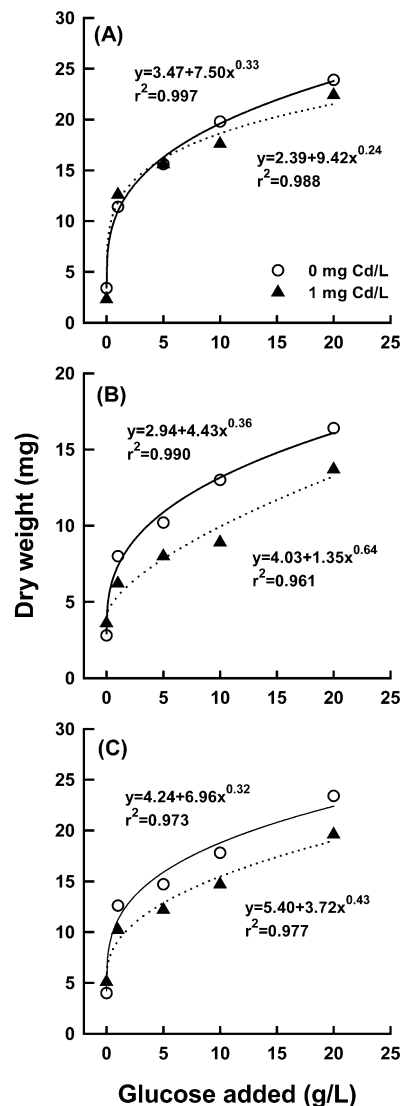 (A)
30
25
20
15
10
5
0
y=3.47+7.50x^0.33
r^2=0.997
y=2.39+9.42x^0.24
r^2=0.988
0 mg Cd/L
1 mg Cd/L
0 5 10 15 20 25
(B)
20
15
10
5
0
y=2.94+4.43x^0.36
r^2=0.990
y=4.03+1.35x^0.64
r^2=0.961
0 5 10 15 20 25
Dry weight (mg)
(C)
30
25
20
15
10
5
0
y=4.24+6.96x^0.32
r^2=0.973
y=5.40+3.72x^0.43
r^2=0.977
0 5 10 15 20 25
Glucose added (g/L)